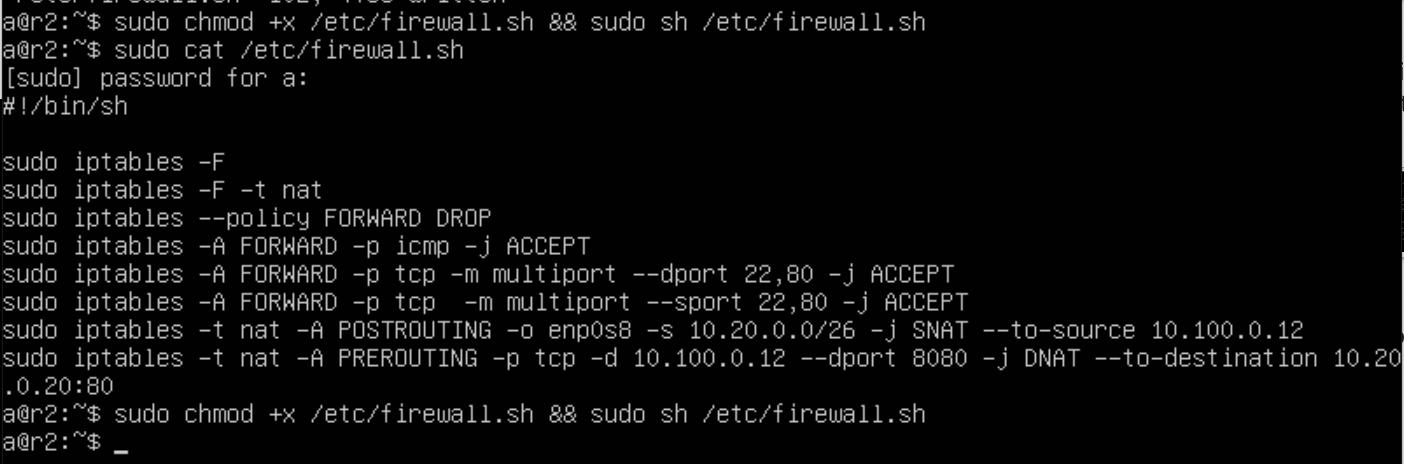 a@r2:~$ sudo chmod +x /etc/firewall.sh && sudo sh /etc/firewall.sh
a@r2:~$ sudo cat /etc/firewall.sh
[sudo] password for a:
#!/bin/sh

sudo iptables -F
sudo iptables -F -t nat
sudo iptables --policy FORWARD DROP
sudo iptables -A FORWARD -p icmp -j ACCEPT
sudo iptables -A FORWARD -p tcp -m multiport --dport 22,80 -j ACCEPT
sudo iptables -A FORWARD -p tcp  -m multiport --sport 22,80 -j ACCEPT
sudo iptables -t nat -A POSTROUTING -o enp0s8 -s 10.20.0.0/26 -j SNAT --to-source 10.100.0.12
sudo iptables -t nat -A PREROUTING -p tcp -d 10.100.0.12 --dport 8080 -j DNAT --to-destination 10.20
.0.20:80
a@r2:~$ sudo chmod +x /etc/firewall.sh && sudo sh /etc/firewall.sh
a@r2:~$ _